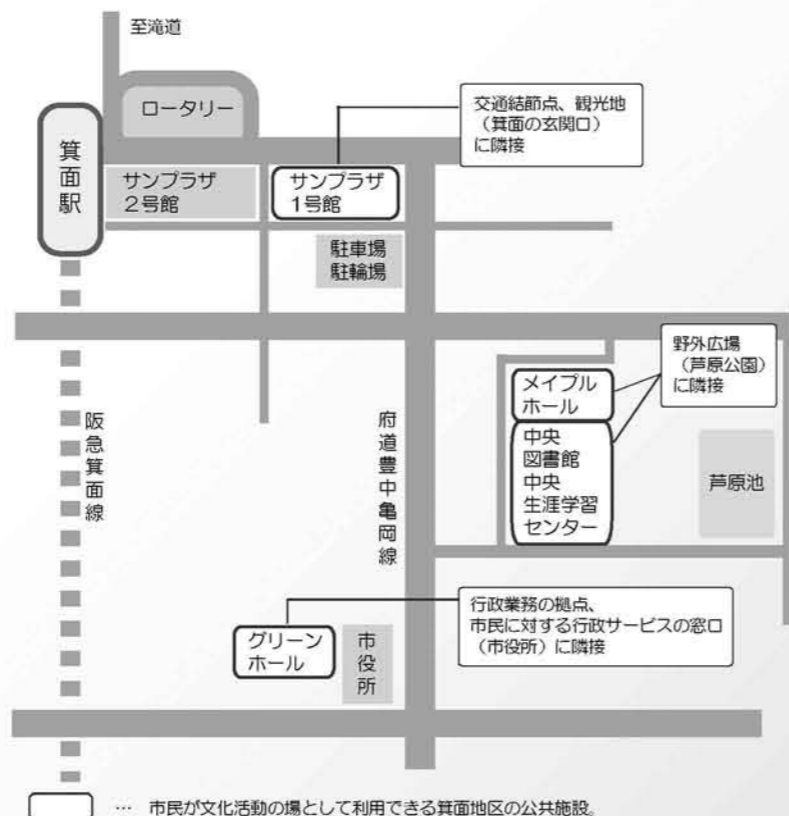 至滝道
ロータリー
交通結節点、観光地
（箕面の玄関口）
に隣接
箕面駅
サンプラザ
２号館
サンプラザ
１号館
駐車場
駐輪場
野外広場
（芦原公園）
に隣接
メイプル
ホール
中央
図書館
中央
生涯学習
センター
芦原池
阪急箕面線
府道豊中亀岡線
行政業務の拠点、
市民に対する行政サービスの窓口
（市役所）に隣接
グリーン
ホール
市役所
… 市民が文化活動の場として利用できる箕面地区の公共施設。